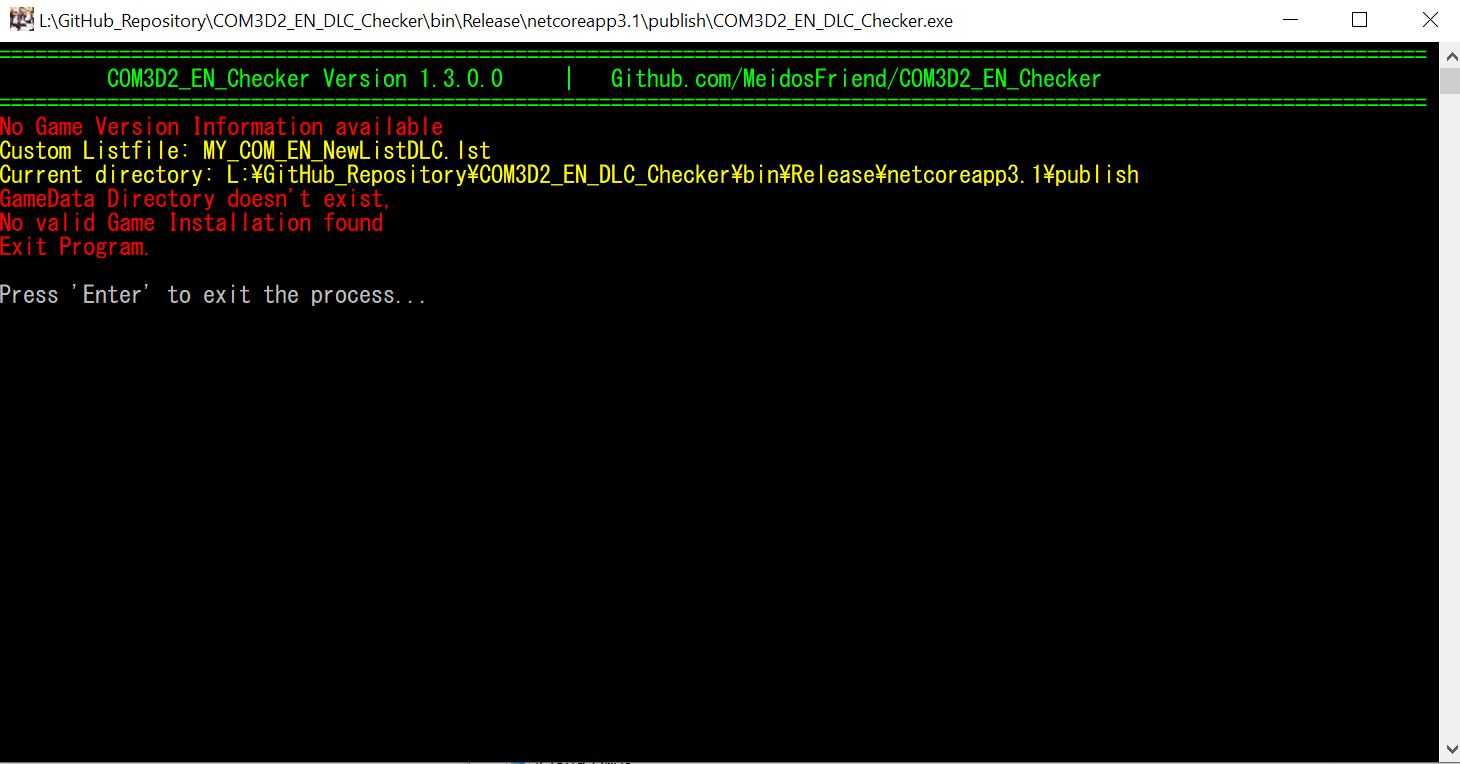 L:\GitHub_Repository\COM3D2_EN_DLC_Checker\bin\Release\netcoreapp3.1\publish\COM3D2_EN_DLC_Checker.exe
COM3D2_EN_Checker Version 1.3.0.0 | Github.com/MeidosFriend/COM3D2_EN_Checker
No Game Version Information available
Custom Listfile: MY_COM_EN_NewListDLC.lst
Current directory: L:¥GitHub_Repository¥COM3D2_EN_DLC_Checker¥bin¥Release¥netcoreapp3.1¥publish
GameData Directory doesn't exist,
No valid Game Installation found
Exit Program.
Press 'Enter' to exit the process...